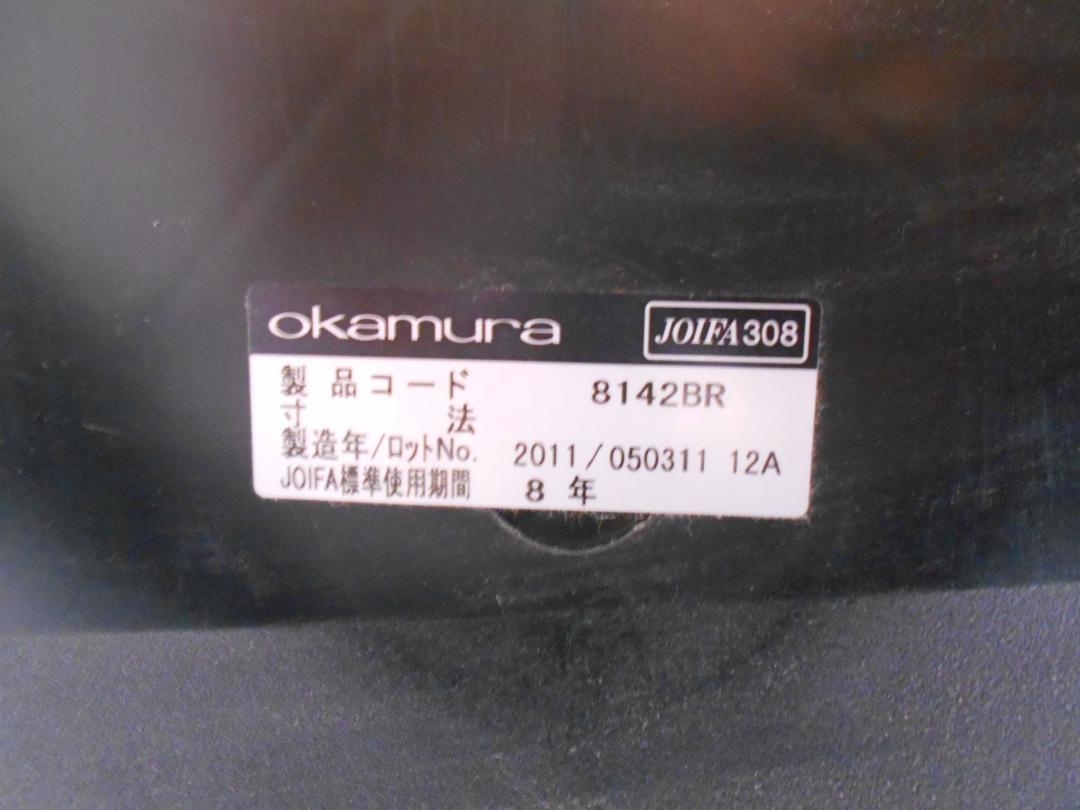 okamura JOIFA308
製品コード 8142BR
寸法
製造年/ロットNo. 2011/050311 12A
JOIFA標準使用期間 8年